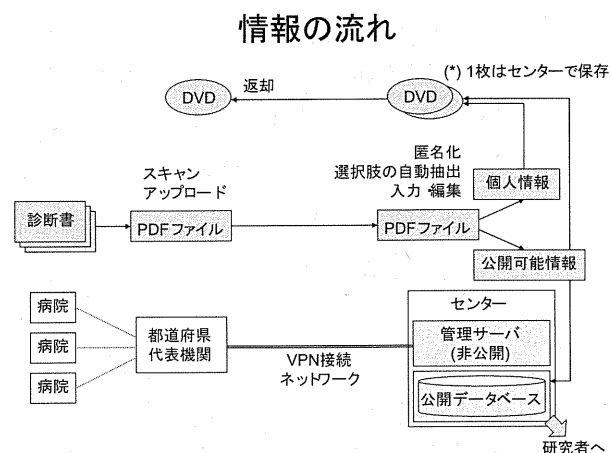 情報の流れ
(*) 1枚はセンターで保存
DVD
返却
DVD
匿名化
選択肢の自動抽出
入力・編集
スキャン
アップロード
個人情報
診断書
PDFファイル
PDFファイル
公開可能情報
病院
病院
病院
都道府県
代表機関
VPN接続
ネットワーク
センター
管理サーバ
(非公開)
公開データベース
研究者へ